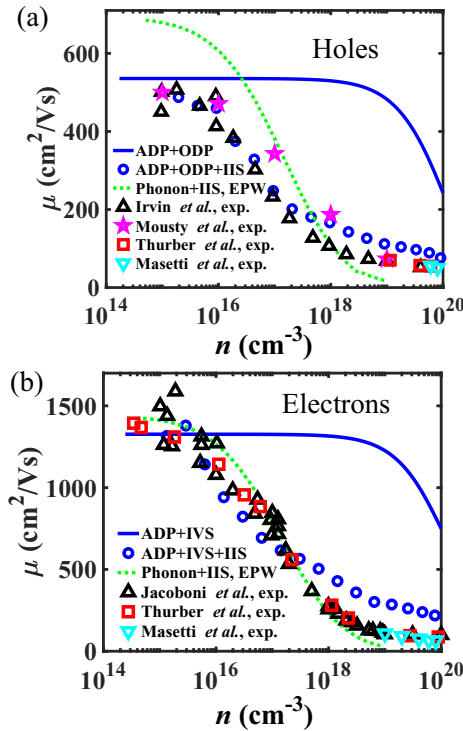 (a)
Holes
600
400
200
0
μ (cm²/Vs)
ADP+ODP
ADP+ODP+IIS
Phonon+IIS, EPW
Irvin et al., exp.
Mousty et al., exp.
Thurber et al., exp.
Masetti et al., exp.
10¹⁴ 10¹⁶ 10¹⁸ 10²⁰
n (cm⁻³)
(b)
Electrons
1500
1000
500
0
μ (cm²/Vs)
ADP+IVS
ADP+IVS+IIS
Phonon+IIS, EPW
Jacoboni et al., exp.
Thurber et al., exp.
Masetti et al., exp.
10¹⁴ 10¹⁶ 10¹⁸ 10²⁰
n (cm⁻³)